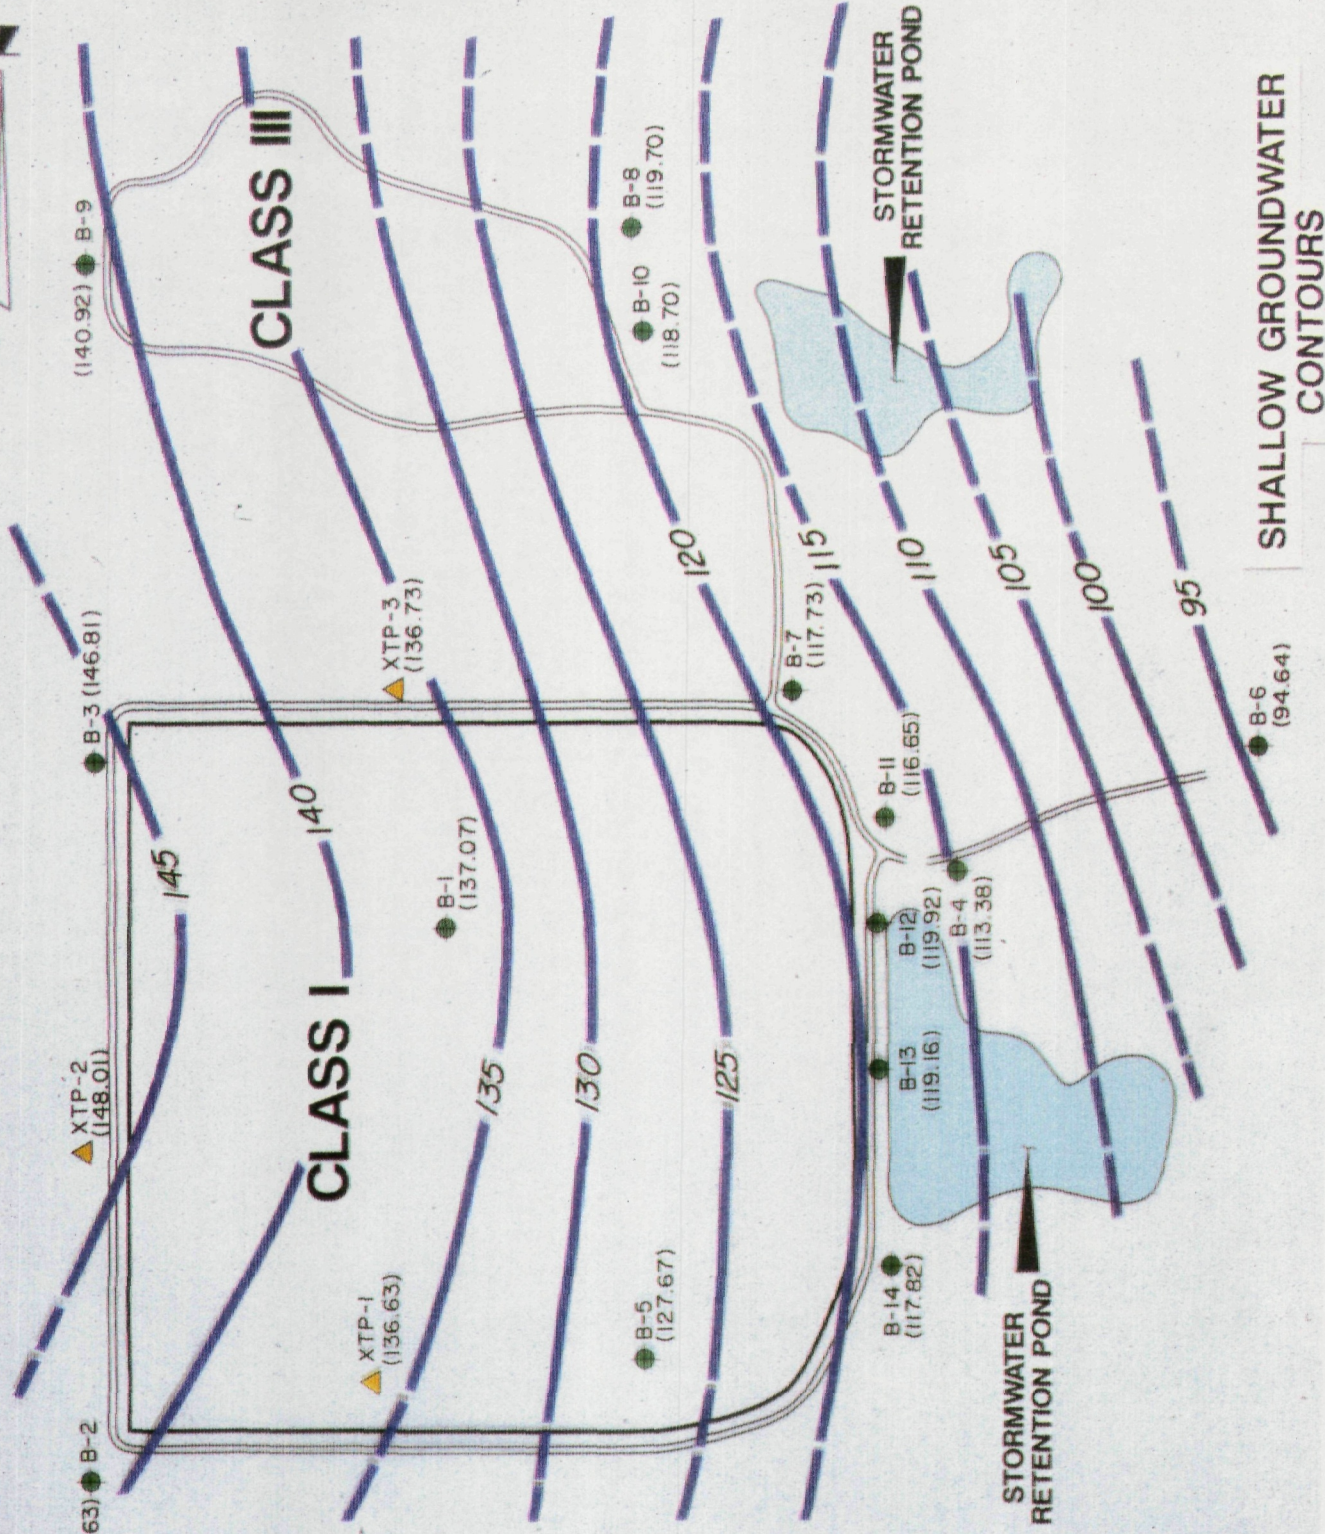 (140.92) B-9
CLASS III
B-8
(119.70)
B-10
(118.70)
STORMWATER
RETENTION POND
SHALLOW GROUNDWATER
CONTOURS
B-3 (146.81)
XTP-3
(136.73)
120
115
110
105
100
95
B-7
(117.73)
B-6
(94.64)
B-11
(116.65)
145
140
B-1
(137.07)
B-12
(119.92)
B-4
(113.38)
XTP-2
(148.01)
CLASS I
135
130
125
B-13
(119.16)
XTP-1
(136.63)
B-5
(127.67)
B-14
(117.82)
STORMWATER
RETENTION POND
63) B-2